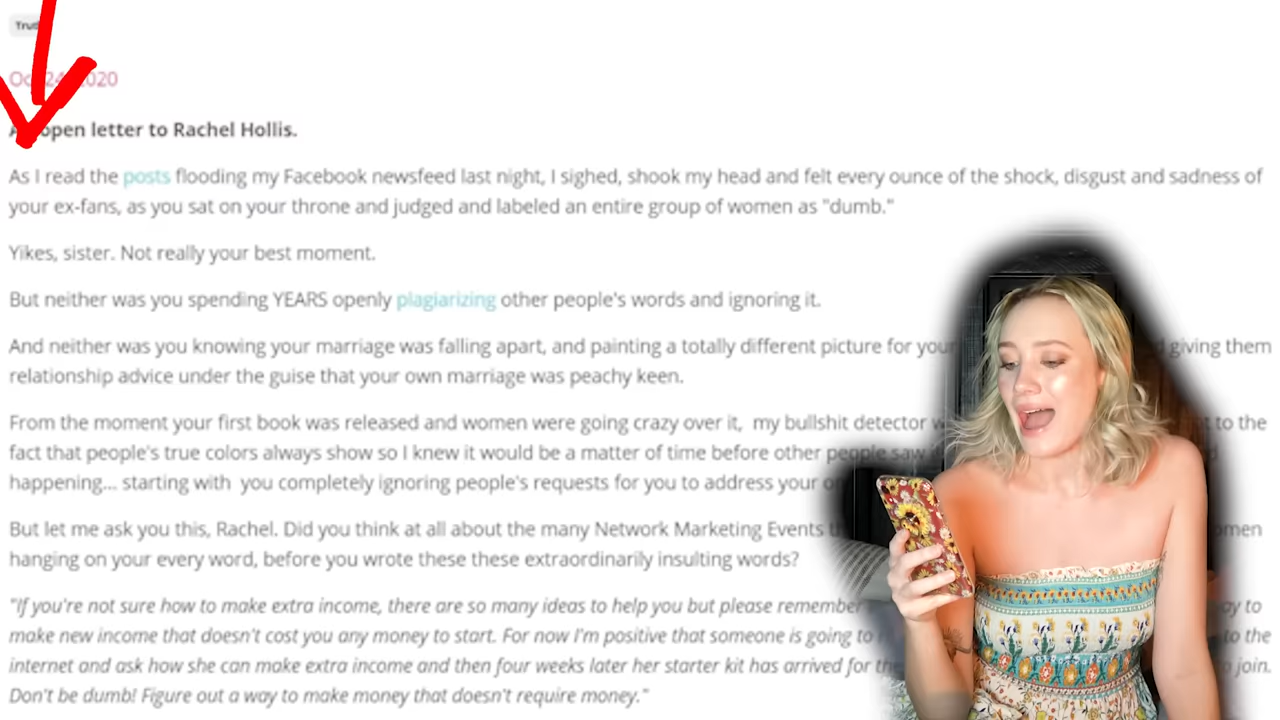 Oct 24 2020
open letter to Rachel Hollis.
As I read the posts flooding my Facebook newsfeed last night, I sighed, shook my head and felt every ounce of the shock, disgust and sadness of
your ex-fans, as you sat on your throne and judged and labeled an entire group of women as "dumb."
Yikes, sister. Not really your best moment.
But neither was you spending YEARS openly plagiarizing other people's words and ignoring it.
And neither was you knowing your marriage was falling apart, and painting a totally different picture for your giving them
relationship advice under the guise that your own marriage was peachy keen.
From the moment your first book was released and women were going crazy over it, my bullshit detector to the
fact that people's true colors always show so I knew it would be a matter of time before other people saw
happening... starting with you completely ignoring people's requests for you to address your
But let me ask you this, Rachel. Did you think at all about the many Network Marketing Events
hanging on your every word, before you wrote these these extraordinarily insulting words?
"If you're not sure how to make extra income, there are so many ideas to help you but please remember to
make new income that doesn't cost you any money to start. For now I'm positive that someone is going to to the
internet and ask how she can make extra income and then four weeks later her starter kit has arrived for the join.
Don't be dumb! Figure out a way to make money that doesn't require money."